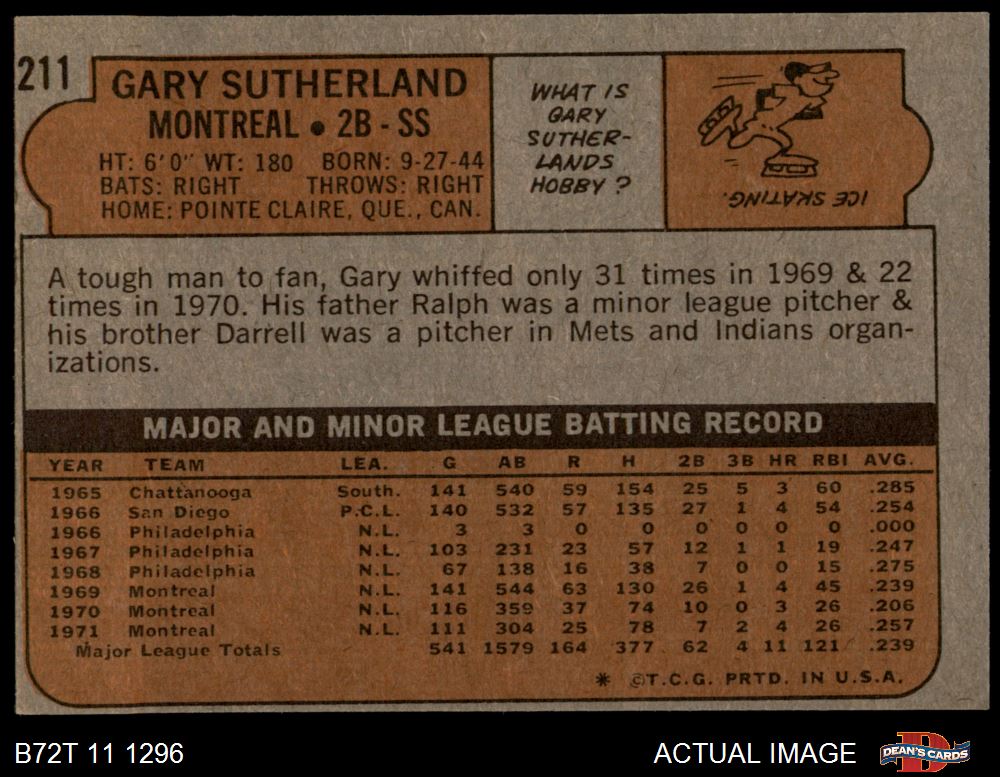 211
GARY SUTHERLAND
MONTREAL • 2B - SS
HT: 6'0" WT: 180 BORN: 9-27-44
BATS: RIGHT THROWS: RIGHT
HOME: POINTE CLAIRE, QUE., CAN.
WHAT IS
GARY
SUTHER-
LANDS
HOBBY ?
ICE SKATING.
A tough man to fan, Gary whiffed only 31 times in 1969 & 22
times in 1970. His father Ralph was a minor league pitcher &
his brother Darrell was a pitcher in Mets and Indians organ-
izations.
MAJOR AND MINOR LEAGUE BATTING RECORD
YEAR TEAM LEA. G AB R H 2B 3B HR RBI AVG.
1965 Chattanooga South. 141 540 59 154 25 5 3 60 .285
1966 San Diego P.C.L. 140 532 57 135 27 1 4 54 .254
1966 Philadelphia N.L. 3 3 0 0 0 0 0 0 .000
1967 Philadelphia N.L. 103 231 23 57 12 1 1 19 .247
1968 Philadelphia N.L. 67 138 16 38 7 0 0 15 .275
1969 Montreal N.L. 141 544 63 130 26 1 4 45 .239
1970 Montreal N.L. 116 359 37 74 10 0 3 26 .206
1971 Montreal N.L. 111 304 25 78 7 2 4 26 .257
Major League Totals 541 1579 164 377 62 4 11 121 .239
* ©T.C.G. PRTD. IN U.S.A.
B72T 11 1296
ACTUAL IMAGE
DEAN'S CARDS